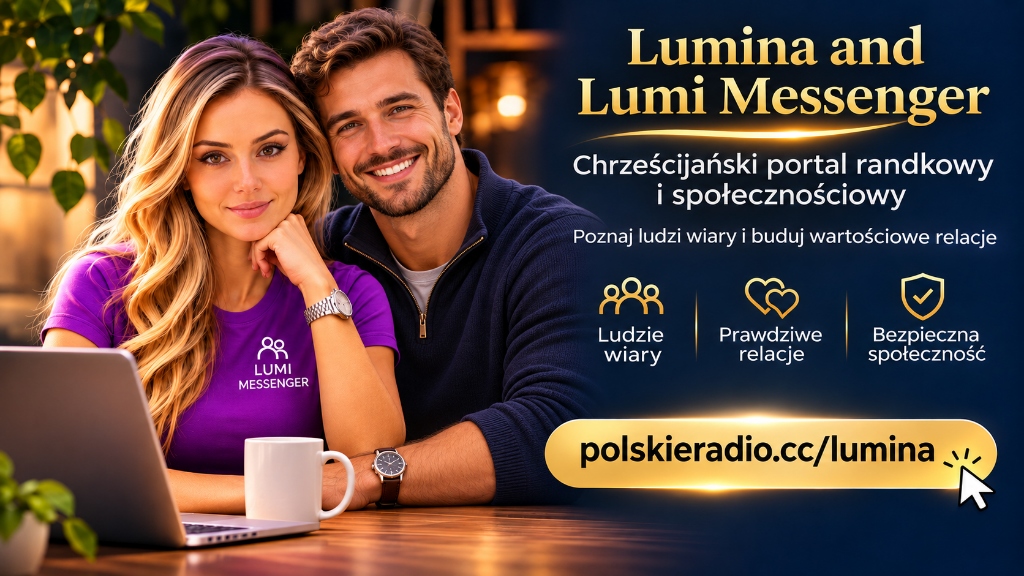 Lumina and
Lumi Messenger
Chrześcijański portal randkowy
i społecznościowy
Poznaj ludzi wiary i buduj wartościowe relacje
Ludzie
wiary
Prawdziwe
relacje
Bezpieczna
społeczność
polskieradio.cc/lumina
LUMI
MESSENGER